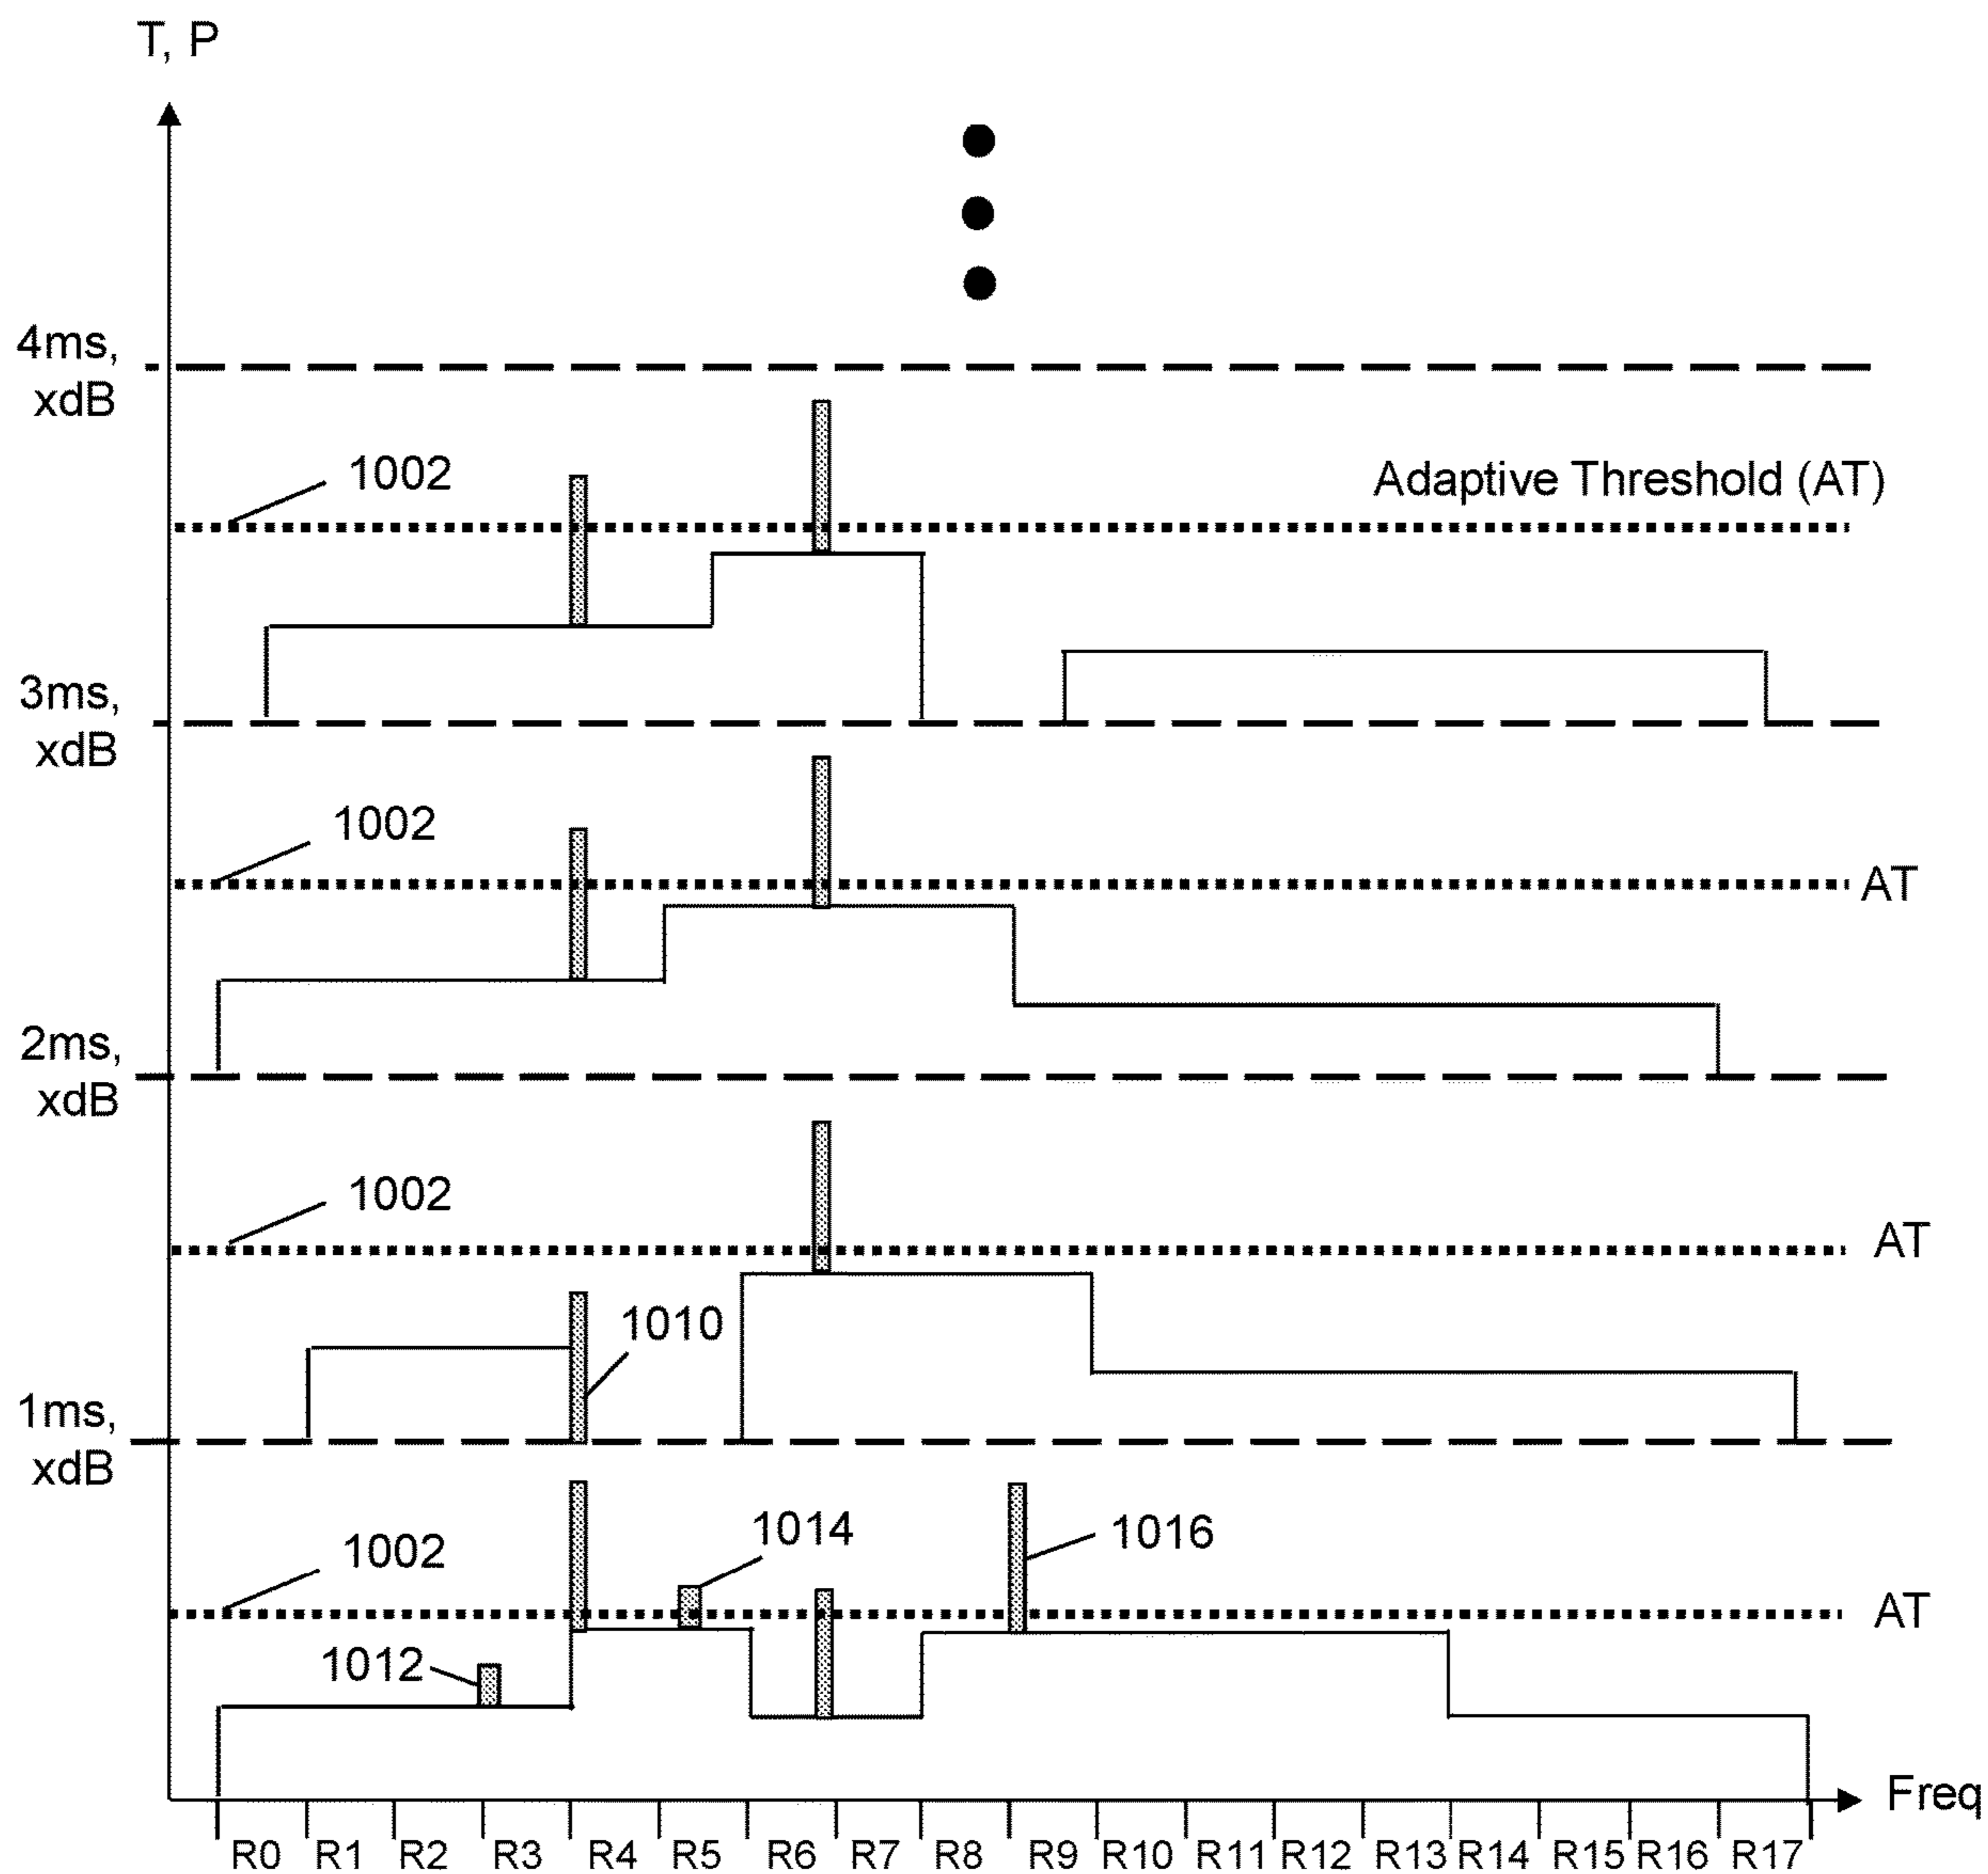 T, P
4ms,
xdB
1002
Adaptive Threshold (AT)
3ms,
xdB
1002
AT
2ms,
xdB
1002
AT
1010
1ms,
xdB
1014
1016
1002
AT
1012
Freq
R0 R1 R2 R3 R4 R5 R6 R7 R8 R9 R10 R11 R12 R13 R14 R15 R16 R17